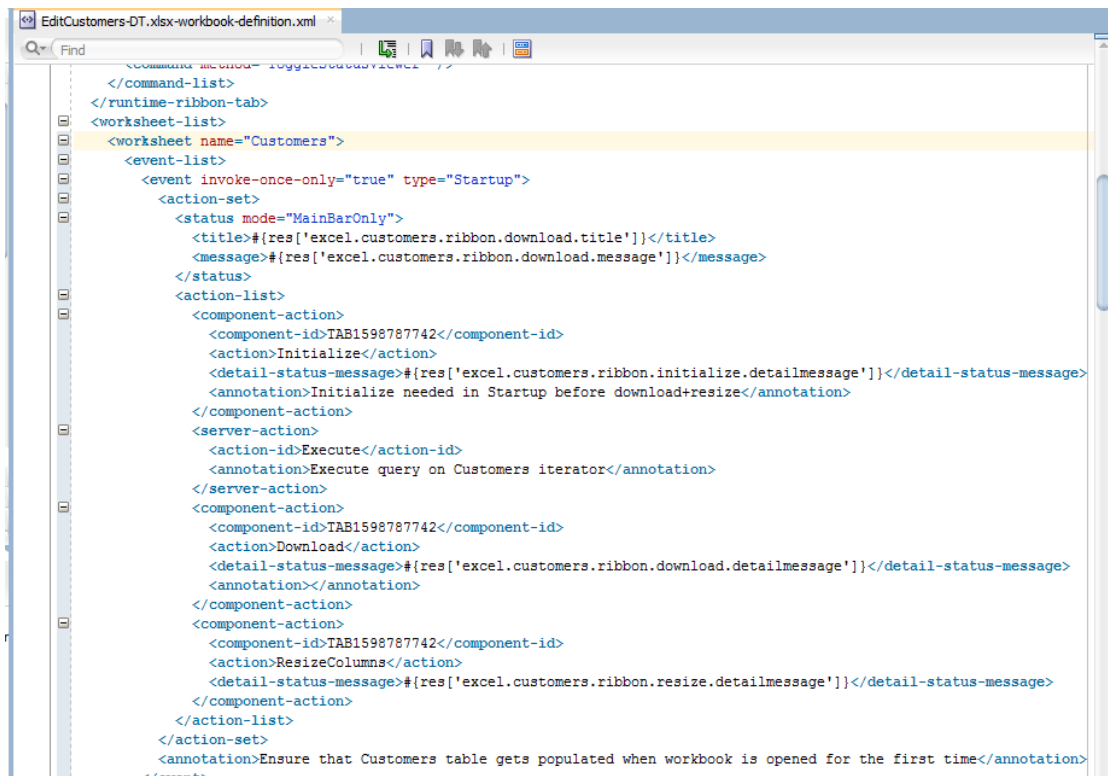 EditCustomers-DT.xlsx-workbook-definition.xml
Find
<command method="ToggleStatusViewer" />
</command-list>
</runtime-ribbon-tab>
<worksheet-list>
<worksheet name="Customers">
<event-list>
<event invoke-once-only="true" type="Startup">
<action-set>
<status mode="MainBarOnly">
<title>#{res['excel.customers.ribbon.download.title']}</title>
<message>#{res['excel.customers.ribbon.download.message']}</message>
</status>
<action-list>
<component-action>
<component-id>TAB1598787742</component-id>
<action>Initialize</action>
<detail-status-message>#{res['excel.customers.ribbon.initialize.detailmessage']}</detail-status-message>
<annotation>Initialize needed in Startup before download+resize</annotation>
</component-action>
<server-action>
<action-id>Execute</action-id>
<annotation>Execute query on Customers iterator</annotation>
</server-action>
<component-action>
<component-id>TAB1598787742</component-id>
<action>Download</action>
<detail-status-message>#{res['excel.customers.ribbon.download.detailmessage']}</detail-status-message>
<annotation></annotation>
</component-action>
<component-action>
<component-id>TAB1598787742</component-id>
<action>ResizeColumns</action>
<detail-status-message>#{res['excel.customers.ribbon.resize.detailmessage']}</detail-status-message>
</component-action>
</action-list>
</action-set>
<annotation>Ensure that Customers table gets populated when workbook is opened for the first time</annotation>